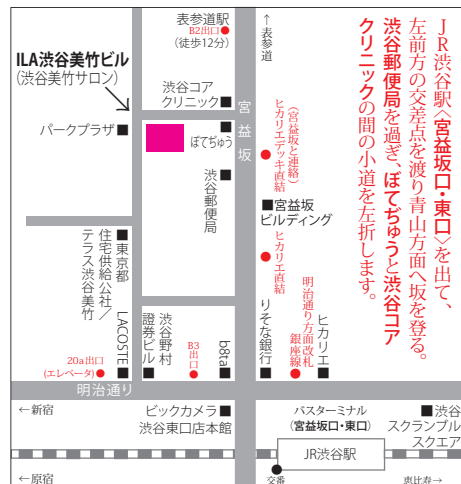 JR渋谷駅〈宮益坂口・東口〉を出て、
左前方の交差点を渡り青山方面へ坂を登る。
渋谷郵便局を過ぎ、ぼてぢゅうと渋谷コア
クリニックの間の小道を左折します。
表参道駅
B2出口
(徒歩12分)
↑表参道
ILA渋谷美竹ビル
(渋谷美竹サロン)
渋谷コア
クリニック
宮益坂
パークプラザ
ぼてぢゅう
渋谷郵便局
ヒカリエデッキ直結
(宮益坂と連絡)
宮益坂
ビルディング
ヒカリエ直結
東京都
住宅供給公社/
テラス渋谷美竹
LACOSTE
渋谷野村
證券ビル
B3
出口
b8ta
りそな銀行
明治通り方面改札
銀座線
ヒカリエ
20a出口
(エレベータ)
明治通り
←新宿
ビックカメラ
渋谷東口店本館
バスターミナル
(宮益坂口・東口)
渋谷
スクランブル
スクエア
JR渋谷駅
←原宿
交番
恵比寿→